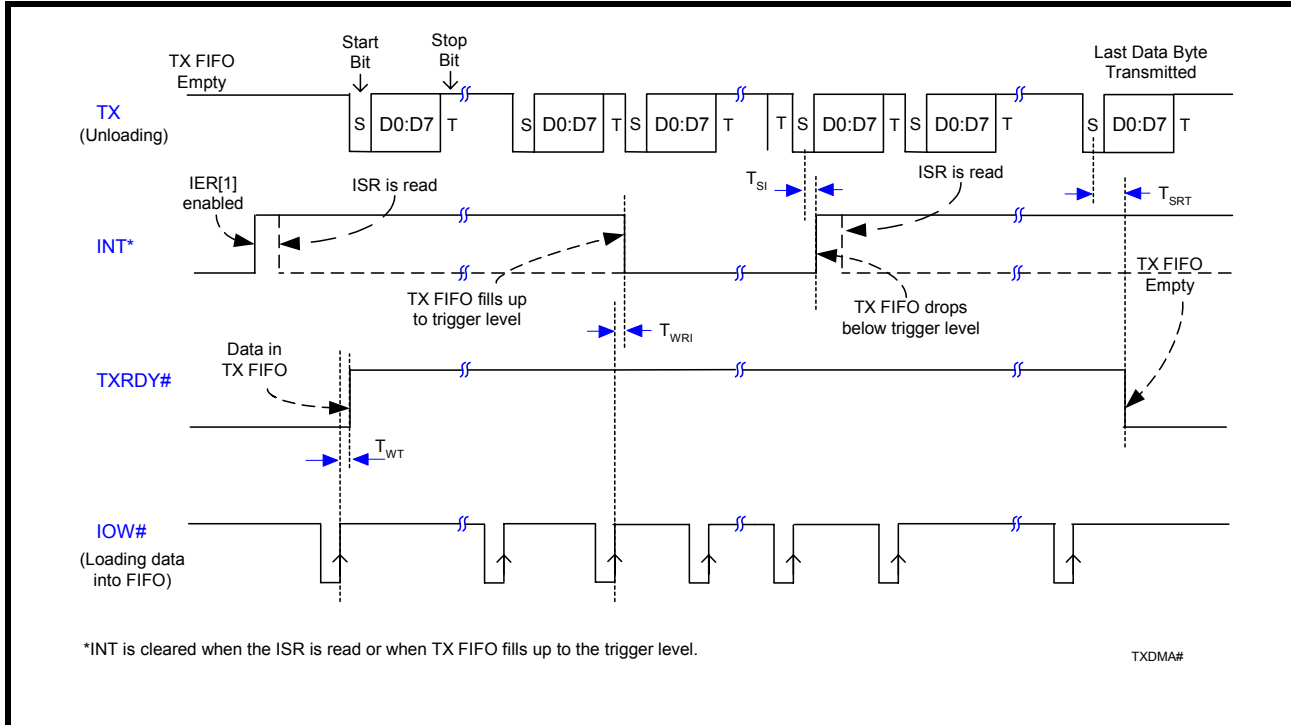 Start
Bit
Stop
Bit
TX FIFO
Empty
Last Data Byte
Transmitted
TX
(Unloading)
S D0:D7 T S D0:D7 T S D0:D7 T T S D0:D7 T S D0:D7 T S D0:D7 T
IER[1]
enabled
ISR is read
TSI
ISR is read
TSRT
INT*
TX FIFO fills up
to trigger level
TX FIFO drops
below trigger level
TX FIFO
Empty
TWRI
Data in
TX FIFO
TXRDY#
TWT
IOW#
(Loading data
into FIFO)
*INT is cleared when the ISR is read or when TX FIFO fills up to the trigger level.
TXDMA#